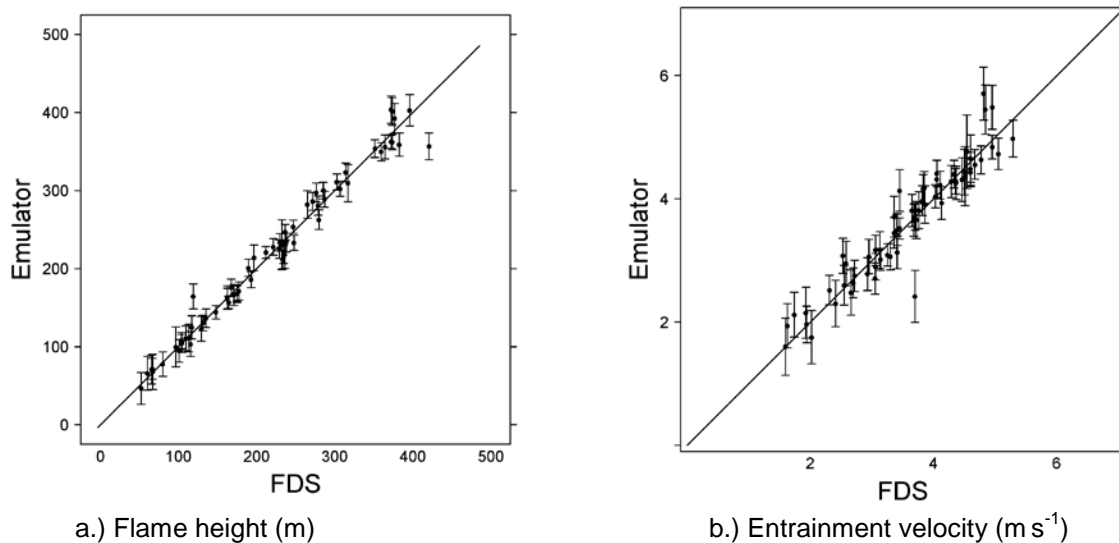 500
400
300
200
100
0
Emulator
0 100 200 300 400 500
FDS
a.) Flame height (m)
6
4
2
Emulator
2 4 6
FDS
b.) Entrainment velocity (m s⁻¹)